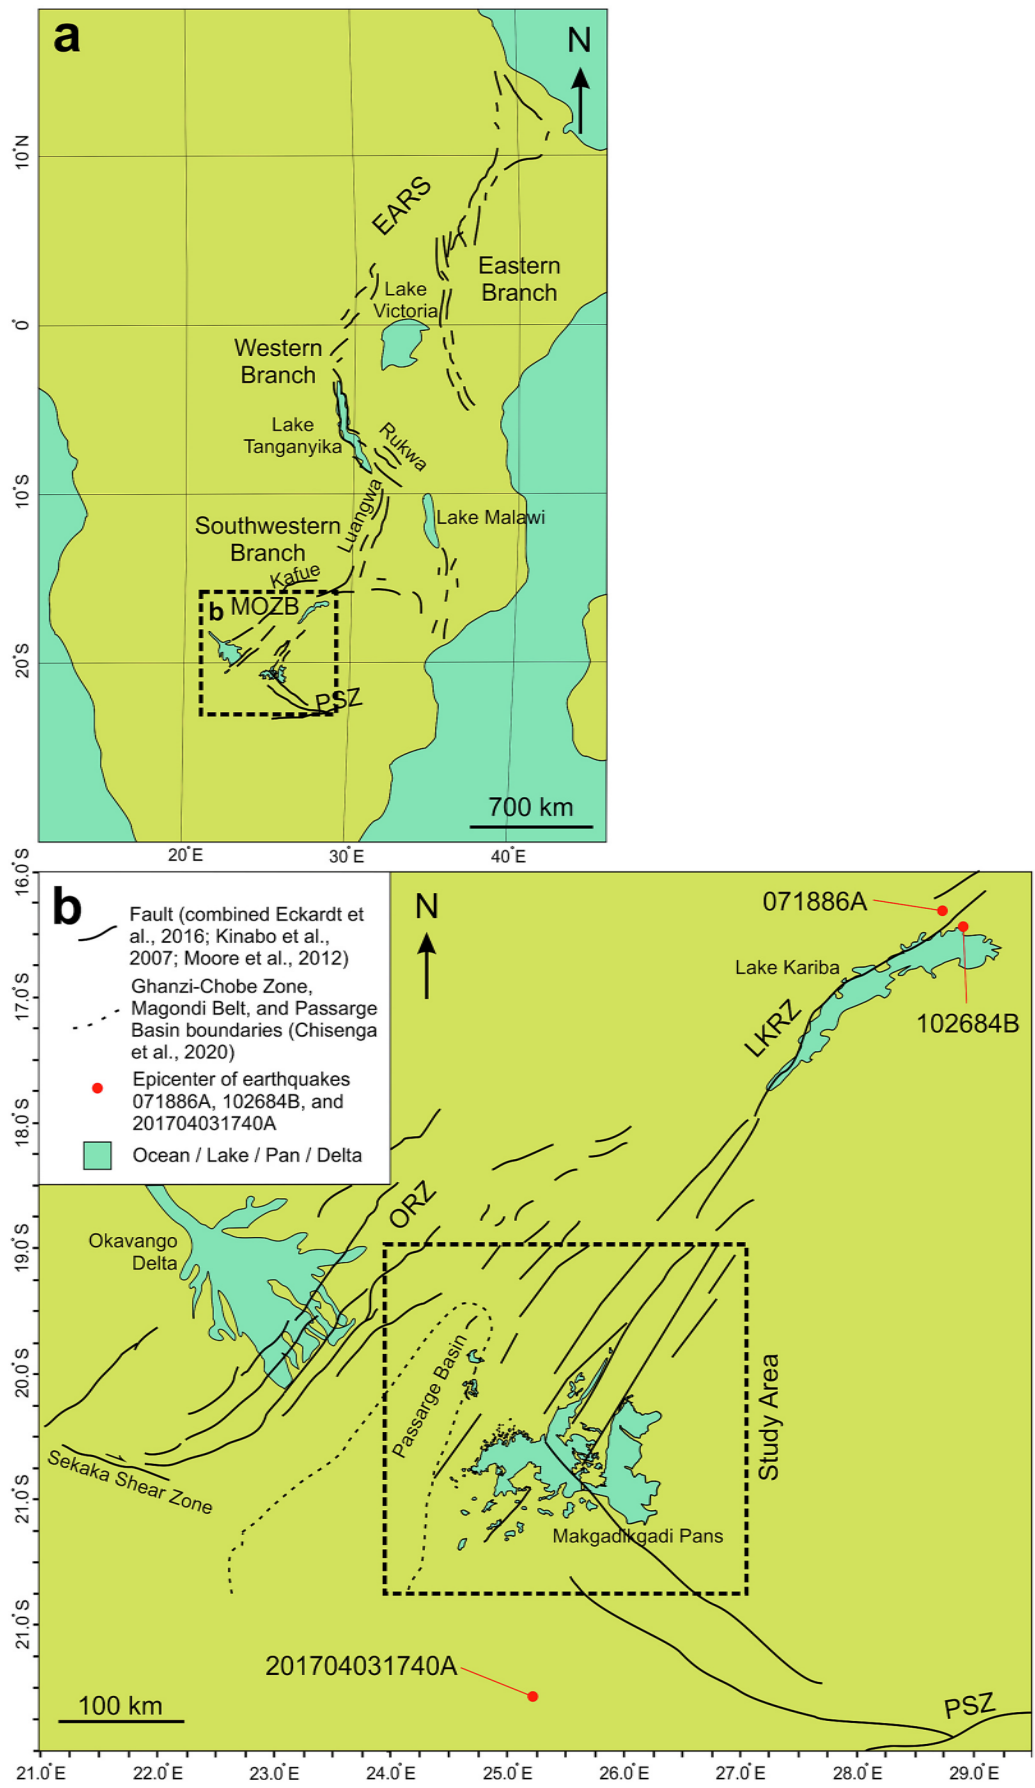 a
N
10°N
EARS
Eastern
Branch
Lake
Victoria
0°
Western
Branch
Lake
Tanganyika
Rukwa
10°S
Luangwa
Lake Malawi
Southwestern
Branch
Kafue
b
MOZB
20°S
PSZ
700 km
20°E
30°E
40°E
16.0°S
b
Fault (combined Eckardt et
al., 2016; Kinabo et al.,
2007; Moore et al., 2012)
Ghanzi-Chobe Zone,
Magondi Belt, and Passarge
Basin boundaries (Chisenga
et al., 2020)
Epicenter of earthquakes
071886A, 102684B, and
201704031740A
Ocean / Lake / Pan / Delta
N
071886A
Lake Kariba
17.0°S
102684B
LKRZ
18.0°S
ORZ
Okavango
Delta
19.0°S
20.0°S
Passarge Basin
Study Area
Sekaka Shear Zone
21.0°S
Makgadikgadi Pans
21.0°S
201704031740A
100 km
PSZ
21.0°E
22.0°E
23.0°E
24.0°E
25.0°E
26.0°E
27.0°E
28.0°E
29.0°E